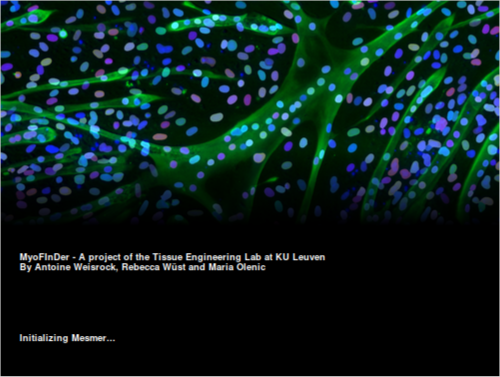 MyoFInDer - A project of the Tissue Engineering Lab at KU Leuven
By Antoine Weisrock, Rebecca Wüst and Maria Olenic
Initializing Mesmer...